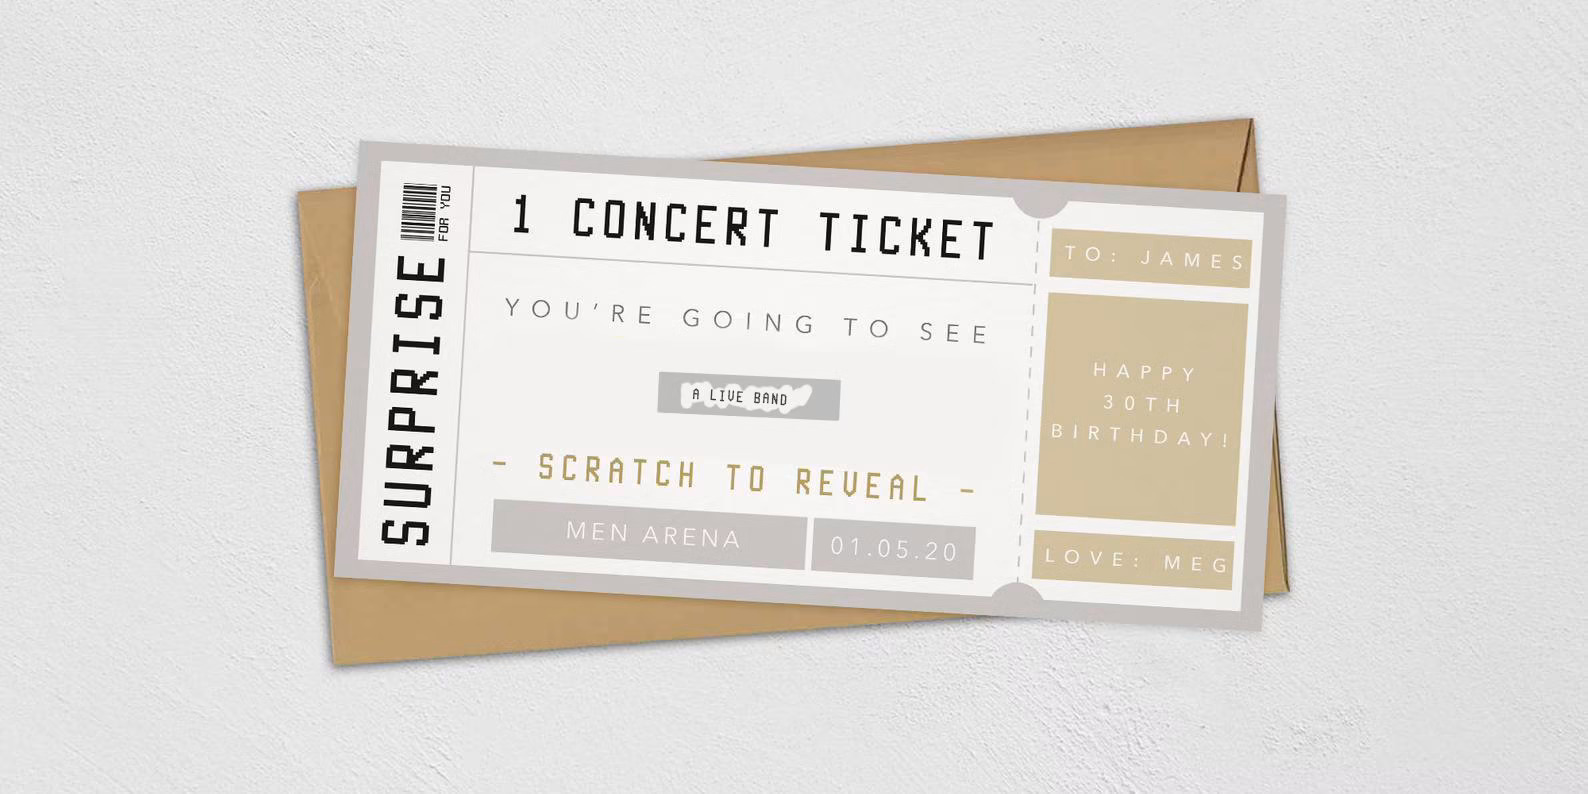 SURPRISE
FOR YOU
1 CONCERT TICKET
YOU'RE GOING TO SEE
A LIVE BAND
- SCRATCH TO REVEAL -
MEN ARENA
01.05.20
TO: JAMES
HAPPY
30TH
BIRTHDAY!
LOVE: MEG